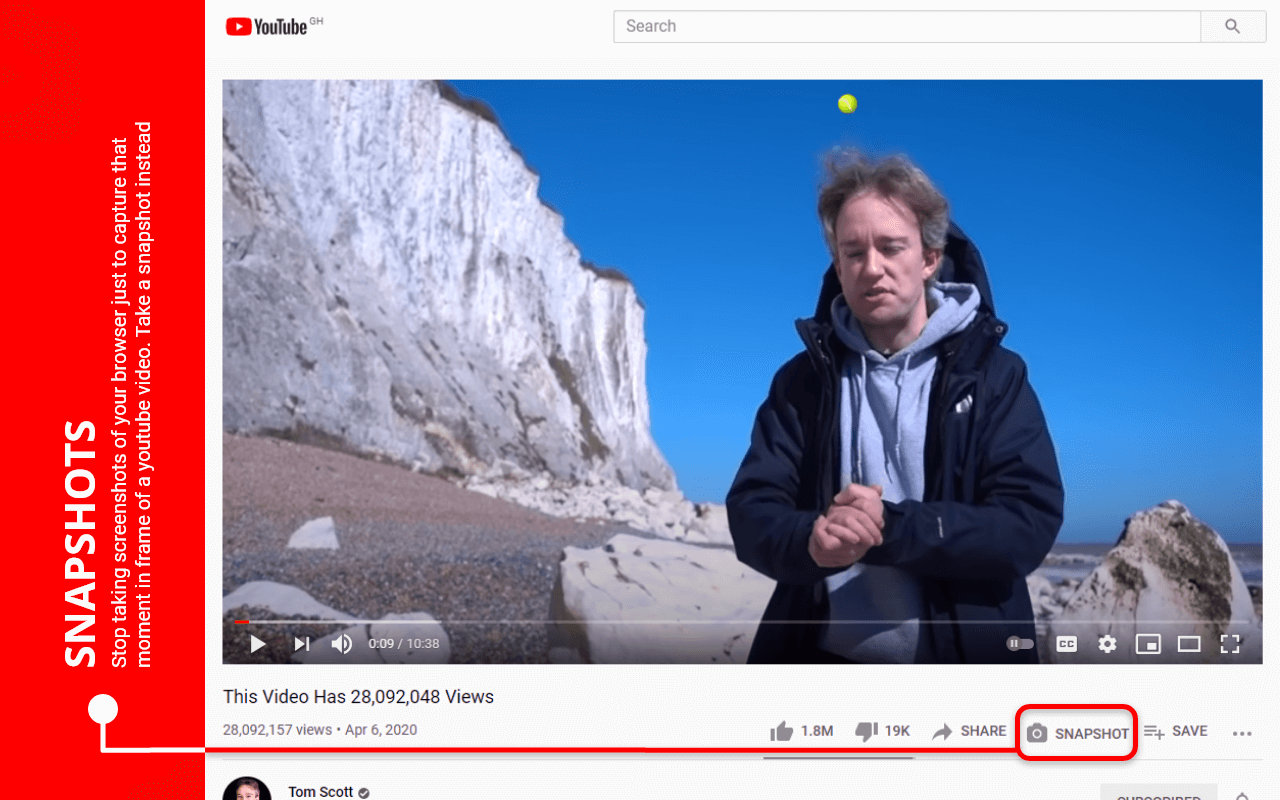 SNAPSHOTS
Stop taking screenshots of your browser just to capture that
moment in frame of a youtube video. Take a snapshot instead
YouTube GH
Search
0:09 / 10:38
CC
This Video Has 28,092,048 Views
28,092,157 views • Apr 6, 2020
1.8M 19K SHARE SNAPSHOT SAVE
Tom Scott
SUBSCRIBED